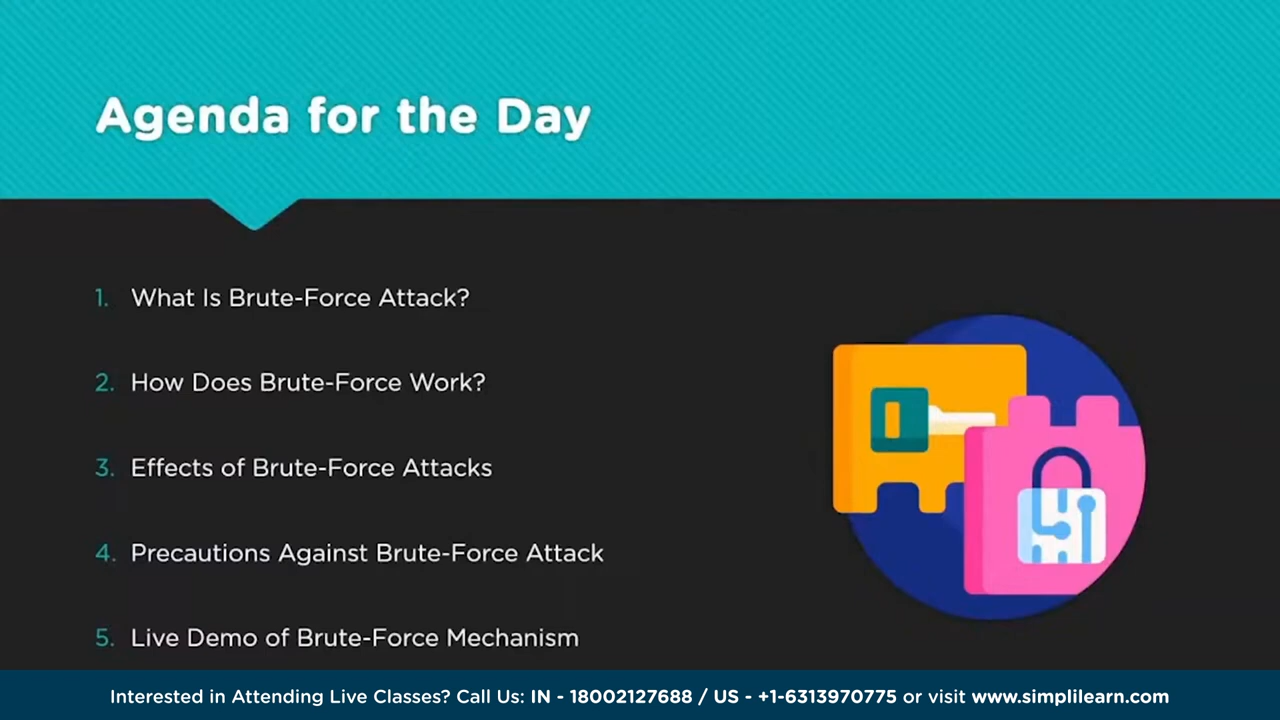 Agenda for the Day
1. What Is Brute-Force Attack?
2. How Does Brute-Force Work?
3. Effects of Brute-Force Attacks
4. Precautions Against Brute-Force Attack
5. Live Demo of Brute-Force Mechanism
Interested in Attending Live Classes? Call Us: IN - 18002127688 / US - +1-6313970775 or visit www.simplilearn.com